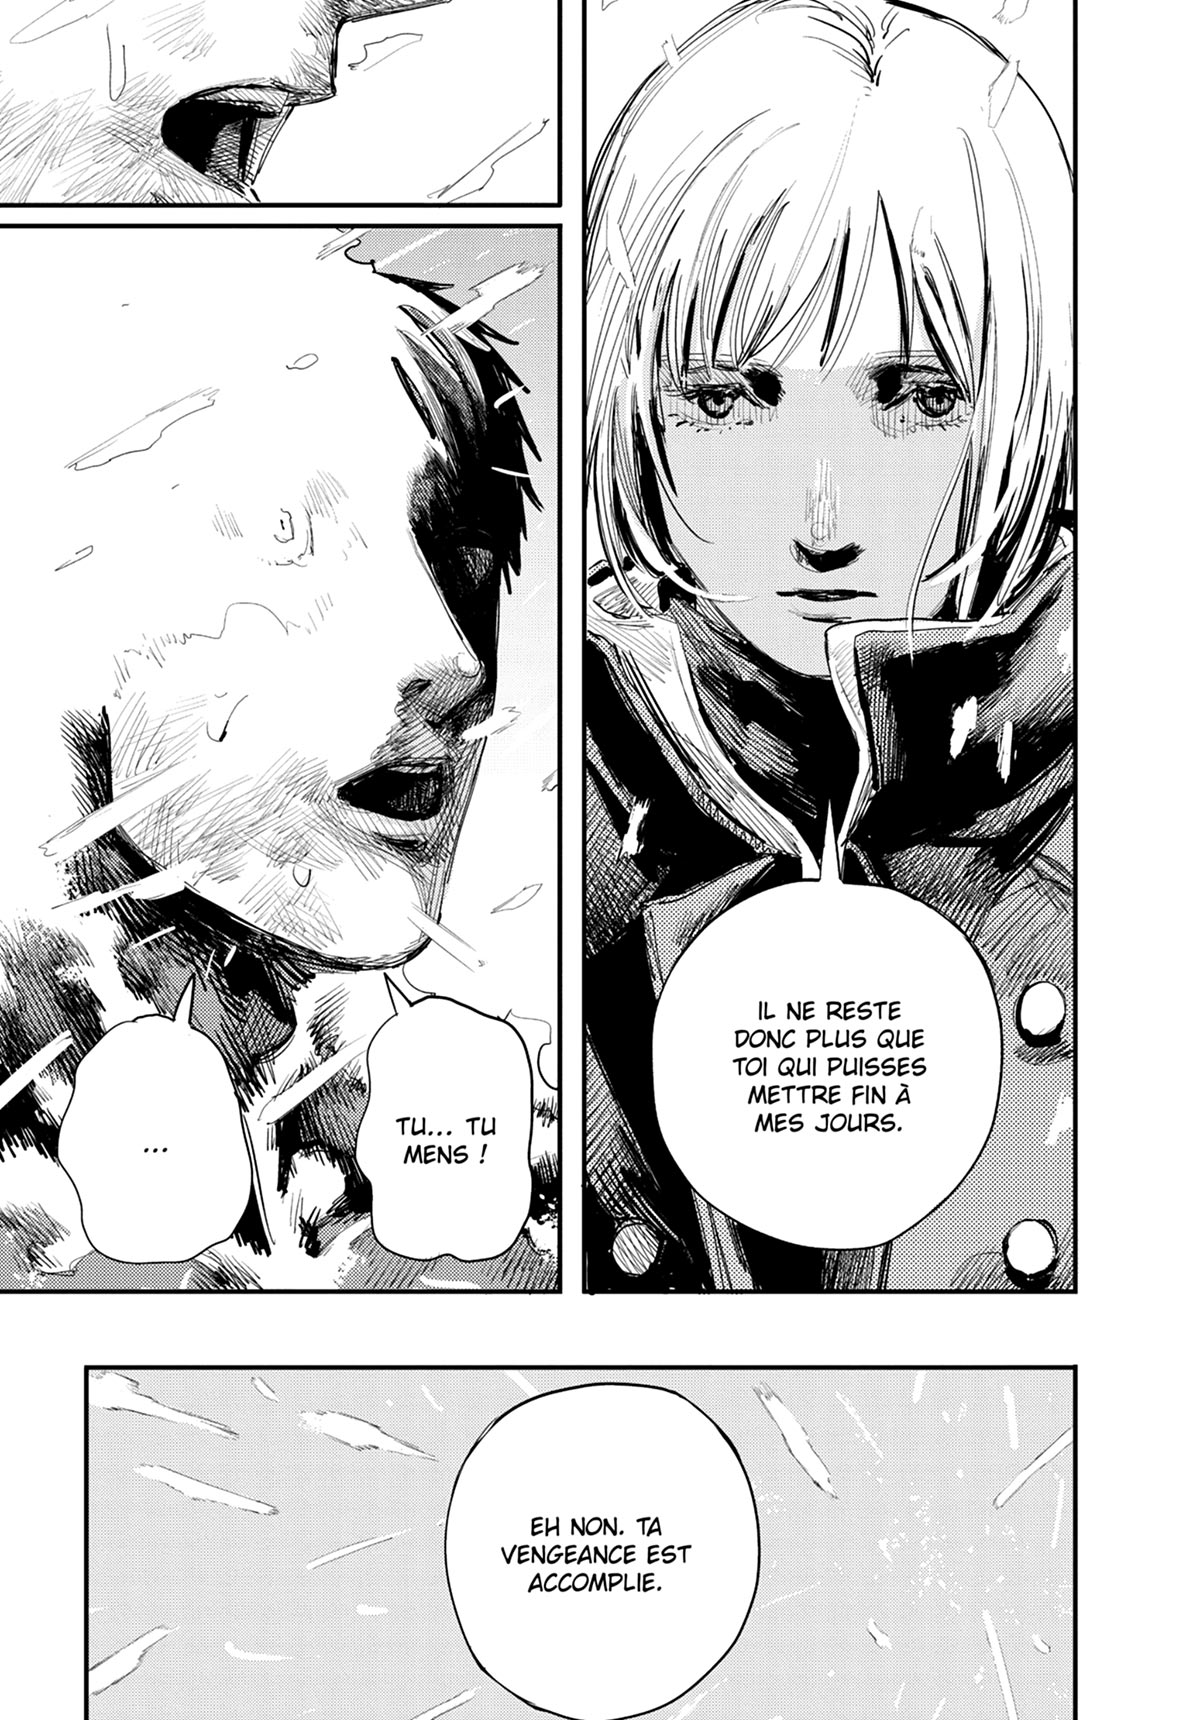 IL NE RESTE
DONC PLUS QUE
TOI QUI PUISSES
METTRE FIN À
MES JOURS.
TU... TU
MENS !
...
EH NON. TA
VENGEANCE EST
ACCOMPLIE.